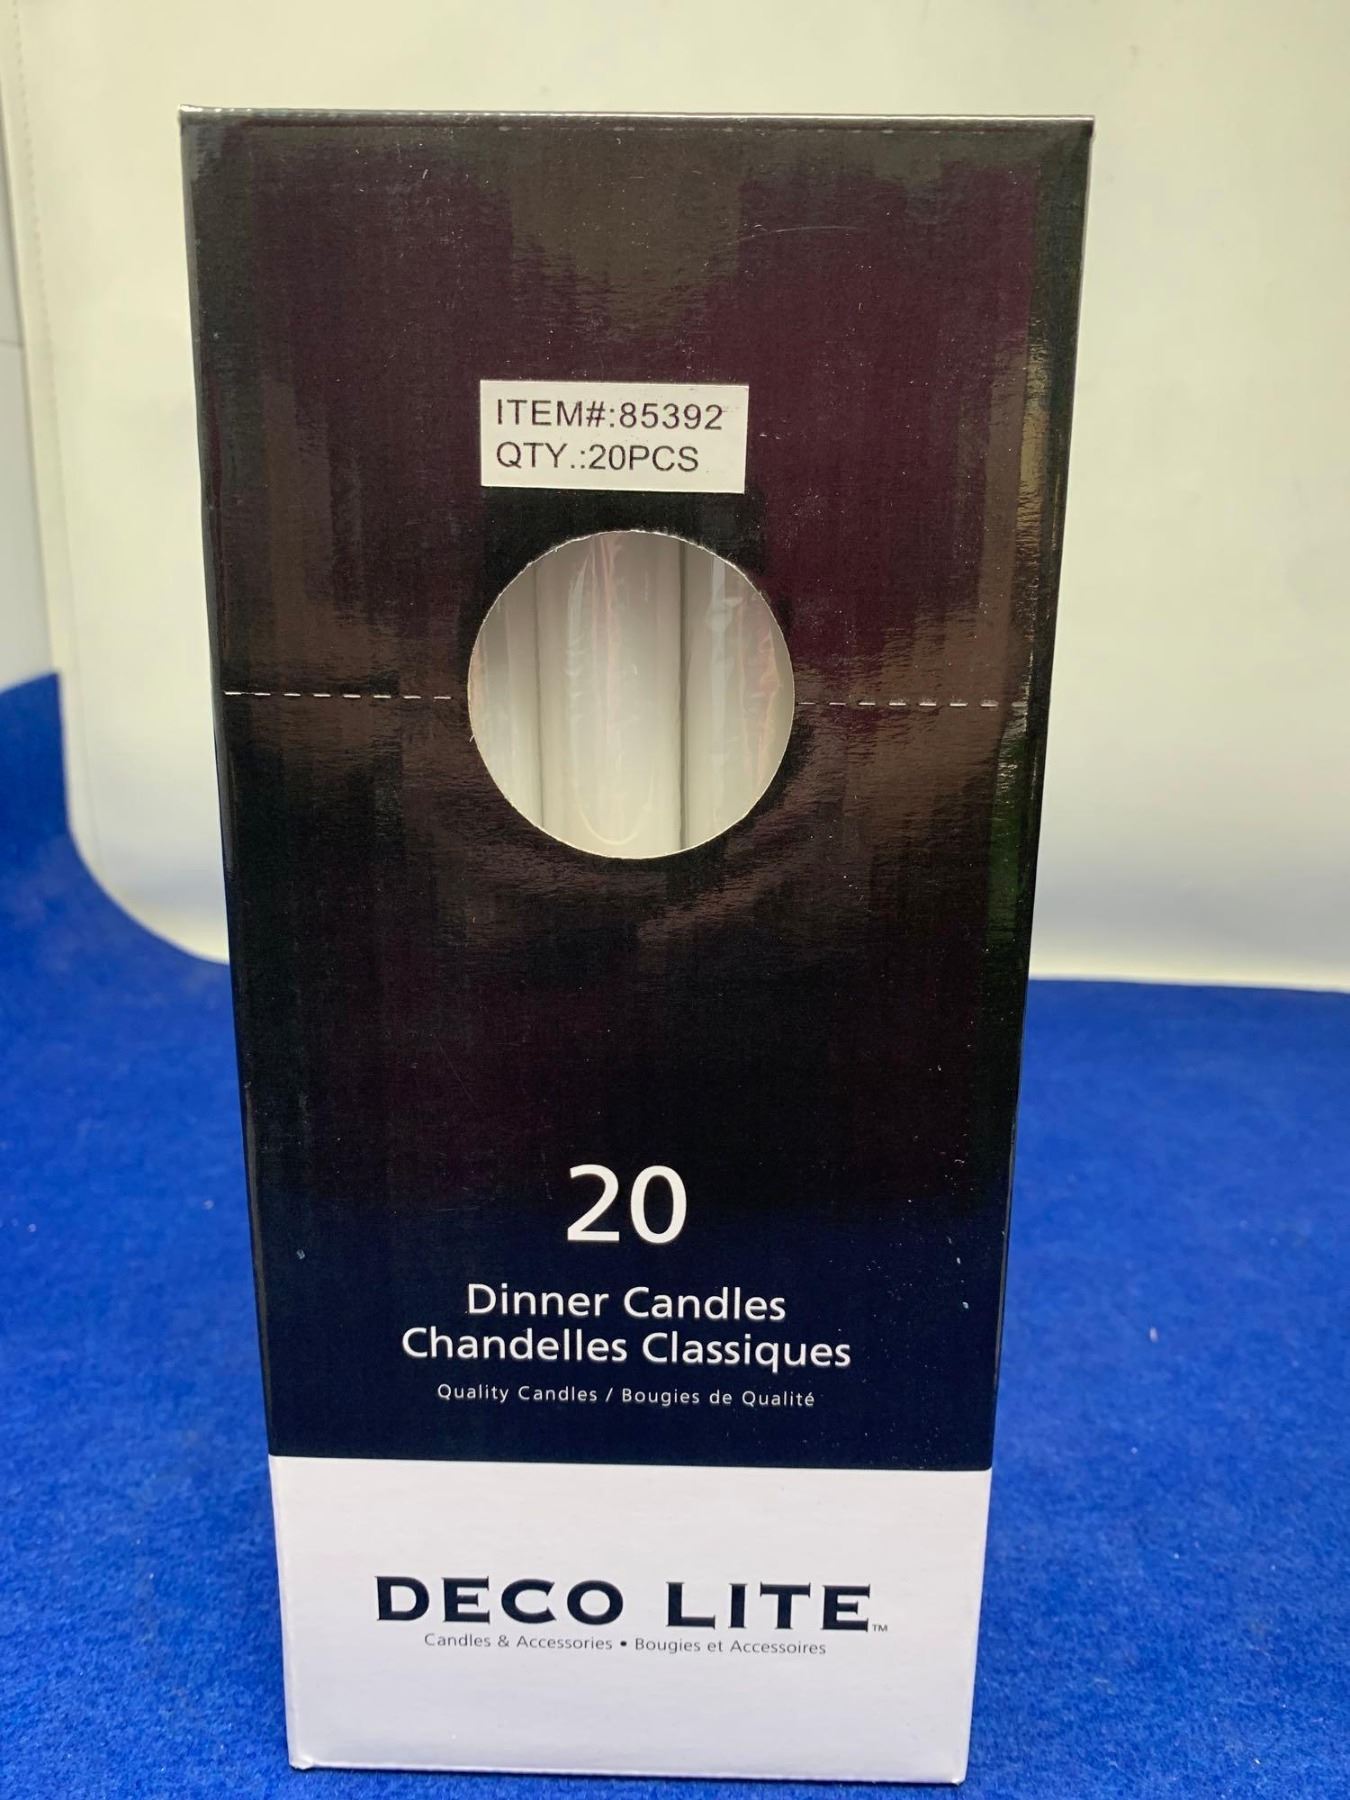 ITEM#:85392
QTY.:20PCS
20
Dinner Candles
Chandelles Classiques
Quality Candles / Bougies de Qualité
DECO LITE™
Candles & Accessories • Bougies et Accessoires